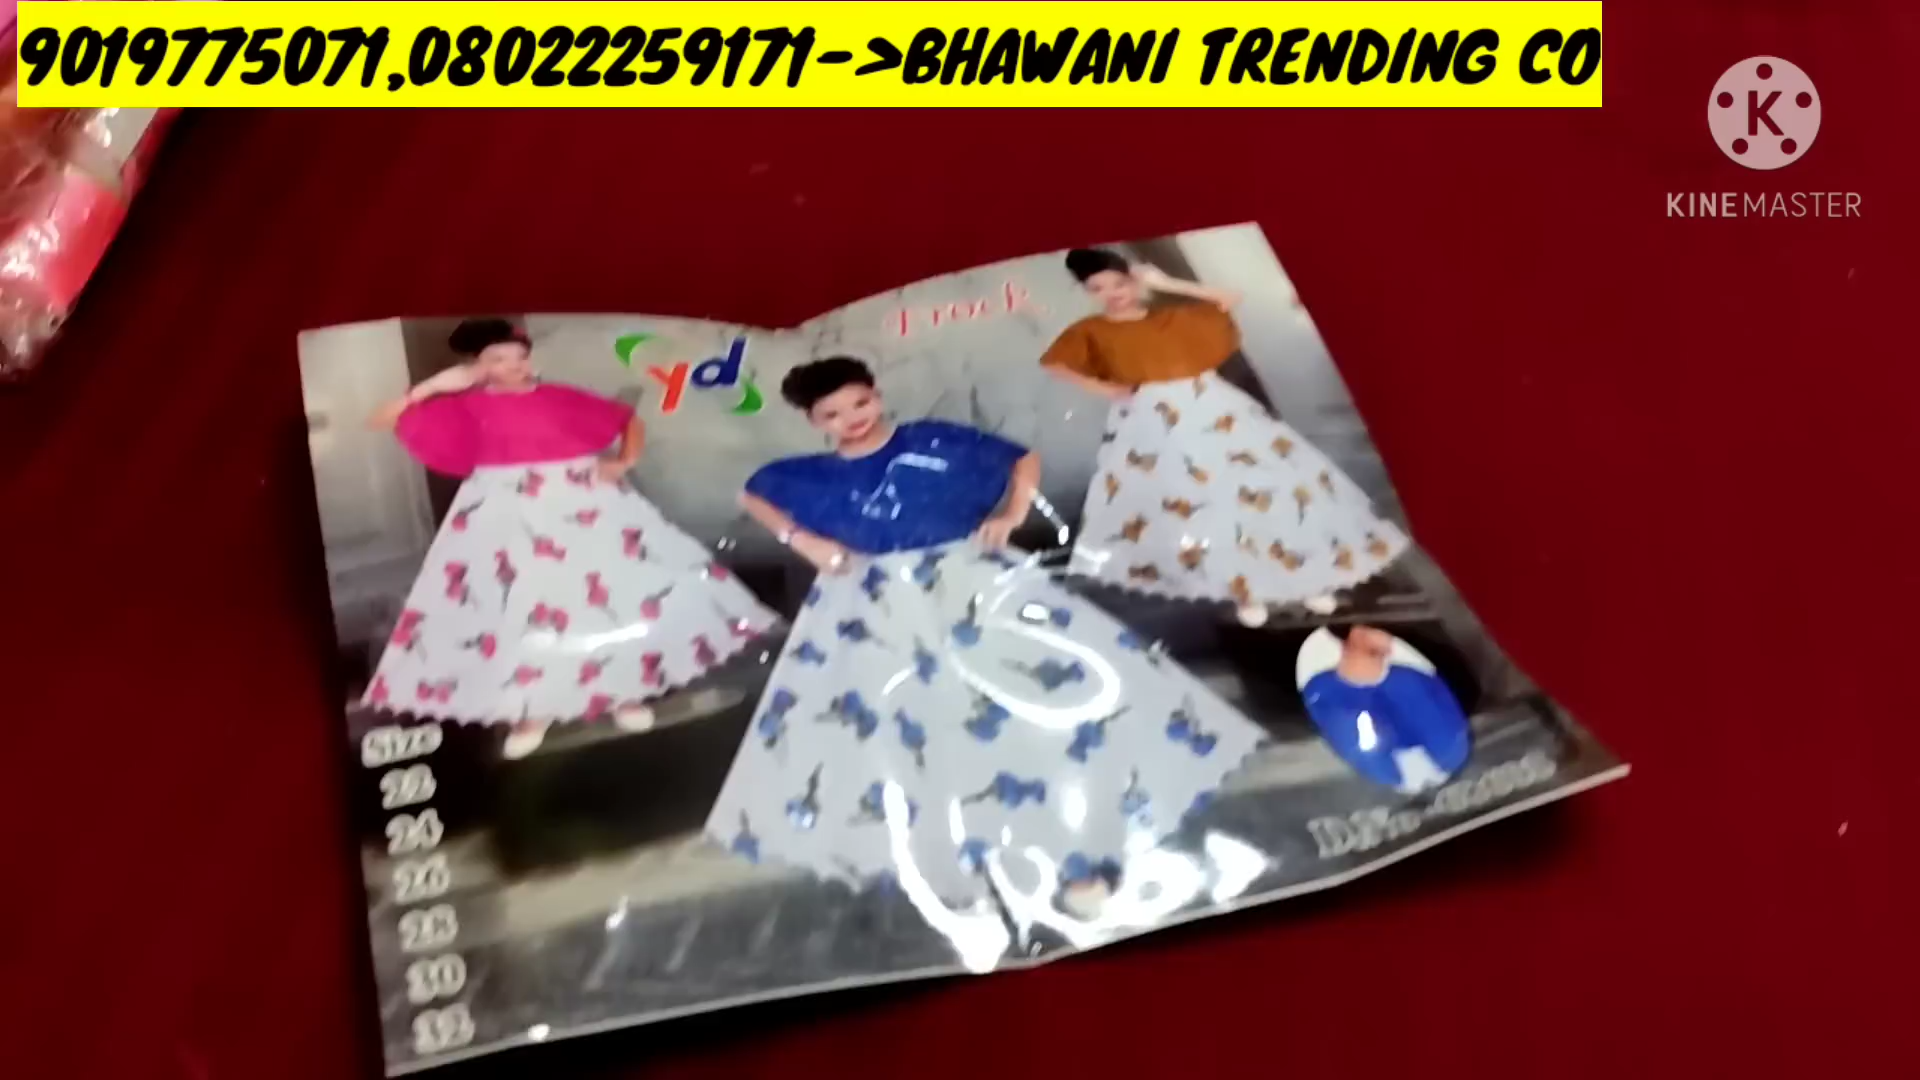 9019775071,08022259171->BHAWANI TRENDING CO
KINEMASTER
yd
Frock
Size
22
24
26
28
30
32